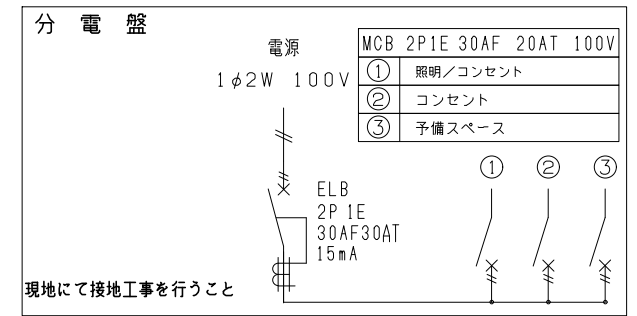 分電盤
電源
1φ2W 100V
MCB 2P1E 30AF 20AT 100V
① 照明/コンセント
② コンセント
③ 予備スペース
① ② ③
ELB
2P 1E
30AF30AT
15mA
現地にて接地工事を行うこと